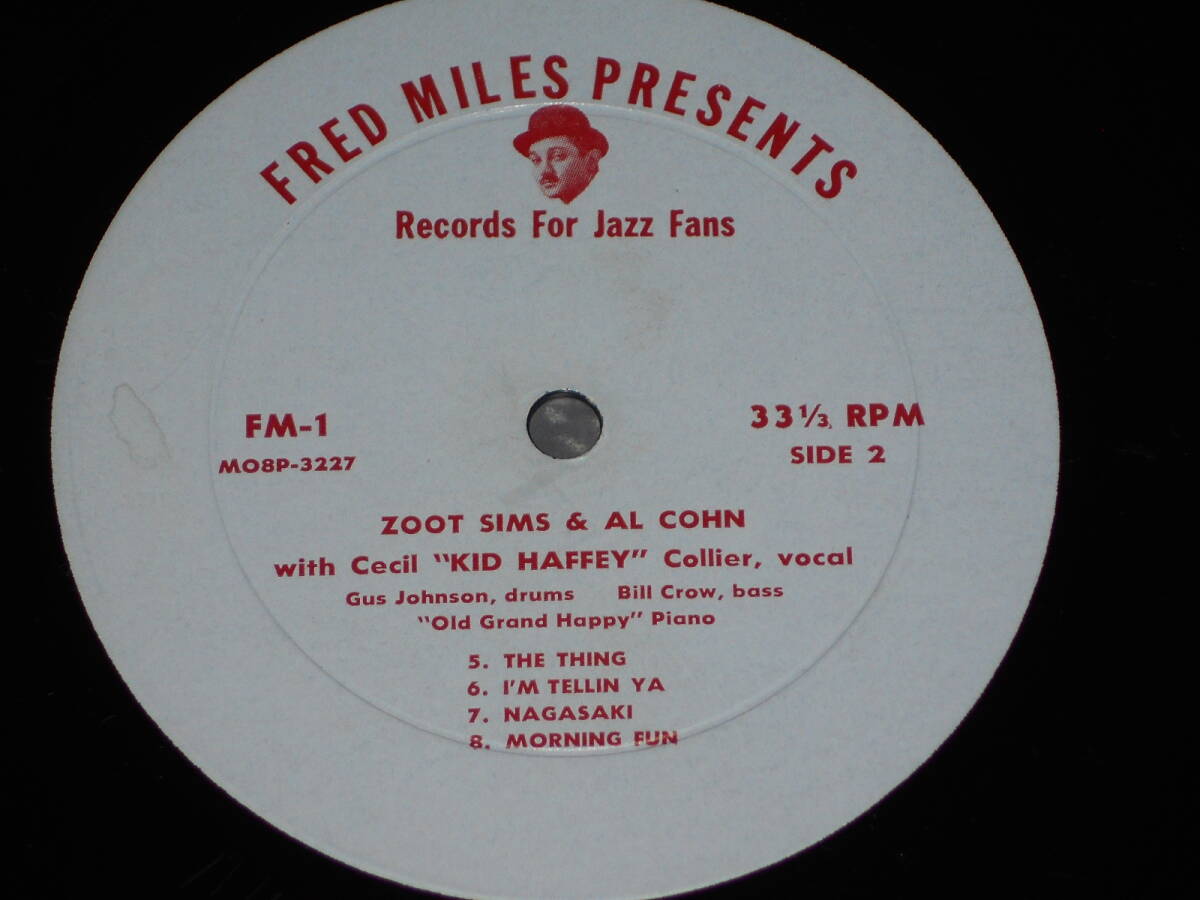 FRED MILES PRESENTS
Records For Jazz Fans
FM-1
MO8P-3227
33⅓ RPM
SIDE 2
ZOOT SIMS & AL COHN
with Cecil "KID HAFFEY" Collier, vocal
Gus Johnson, drums Bill Crow, bass
"Old Grand Happy" Piano
5. THE THING
6. I'M TELLIN YA
7. NAGASAKI
8. MORNING FUN